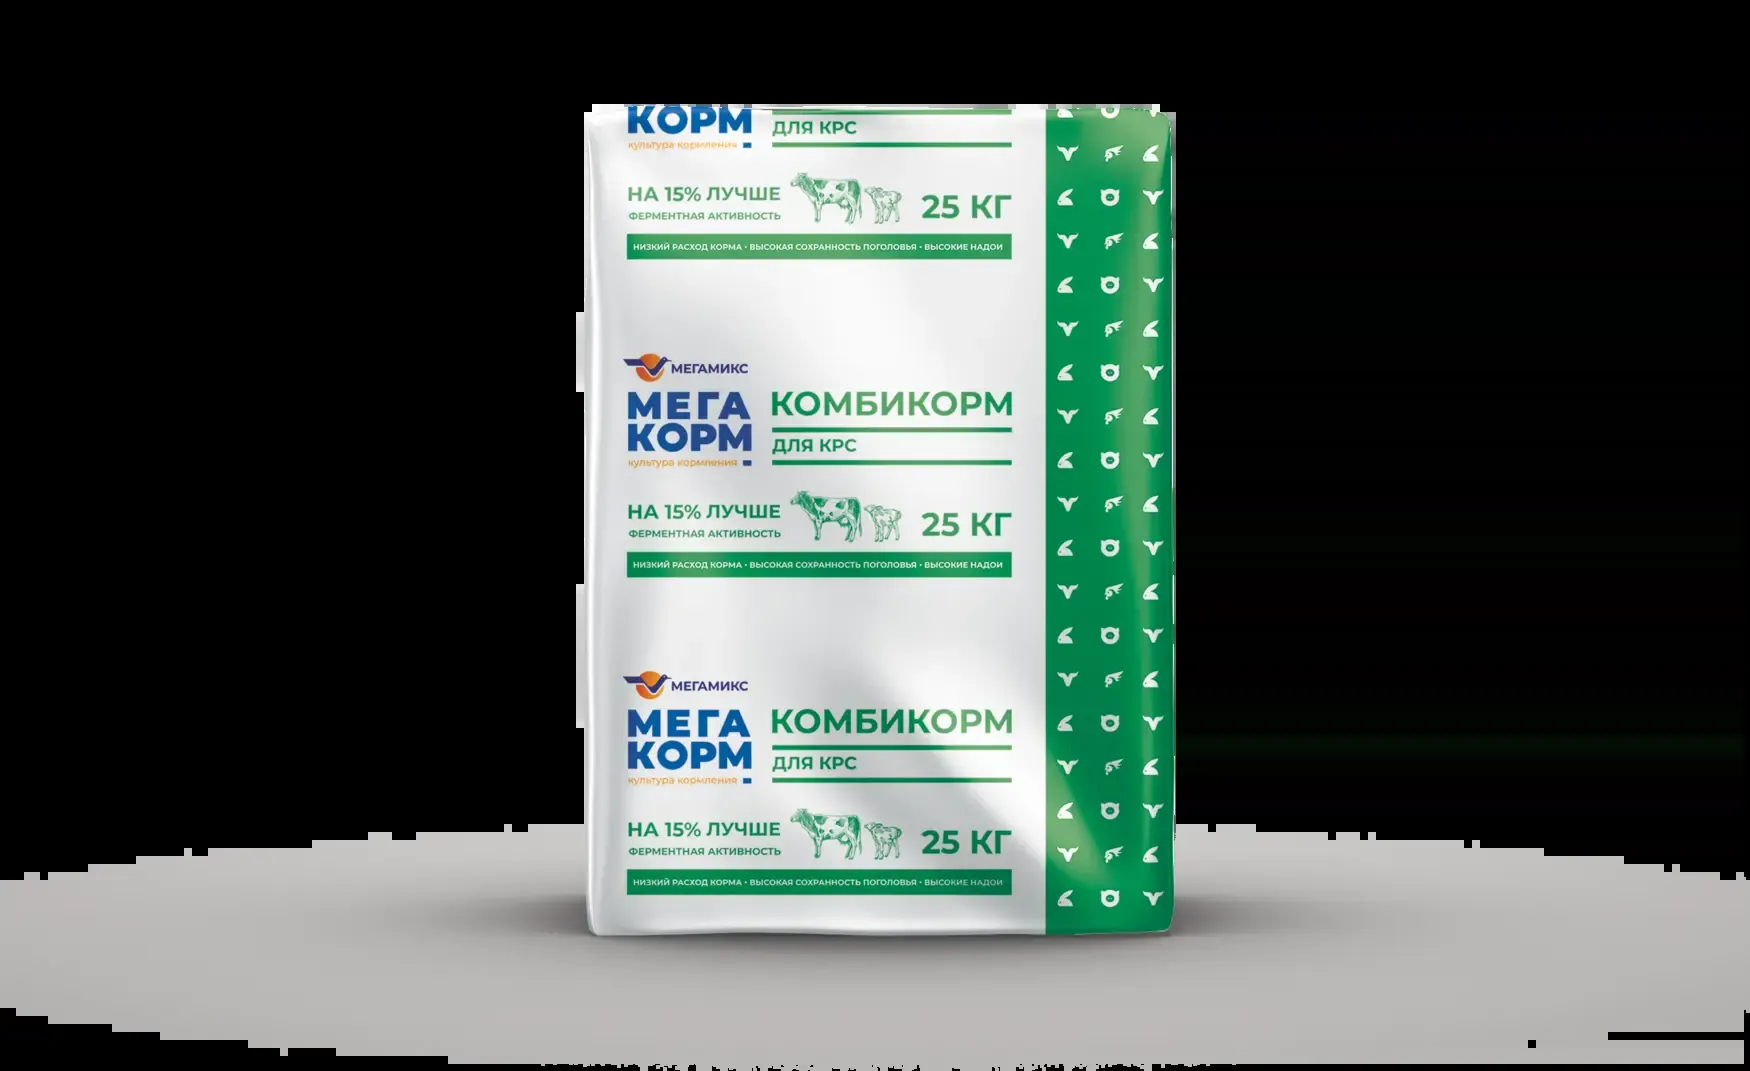 КОРМ
ДЛЯ КРС
культура кормления
НА 15% ЛУЧШЕ
ФЕРМЕНТНАЯ АКТИВНОСТЬ
25 КГ
НИЗКИЙ РАСХОД КОРМА • ВЫСОКАЯ СОХРАННОСТЬ ПОГОЛОВЬЯ • ВЫСОКИЕ НАДОИ
МЕГАМИКС
МЕГА
КОРМ
культура кормления
КОМБИКОРМ
ДЛЯ КРС
НА 15% ЛУЧШЕ
ФЕРМЕНТНАЯ АКТИВНОСТЬ
25 КГ
НИЗКИЙ РАСХОД КОРМА • ВЫСОКАЯ СОХРАННОСТЬ ПОГОЛОВЬЯ • ВЫСОКИЕ НАДОИ
МЕГАМИКС
МЕГА
КОРМ
культура кормления
КОМБИКОРМ
ДЛЯ КРС
НА 15% ЛУЧШЕ
ФЕРМЕНТНАЯ АКТИВНОСТЬ
25 КГ
НИЗКИЙ РАСХОД КОРМА • ВЫСОКАЯ СОХРАННОСТЬ ПОГОЛОВЬЯ • ВЫСОКИЕ НАДОИ